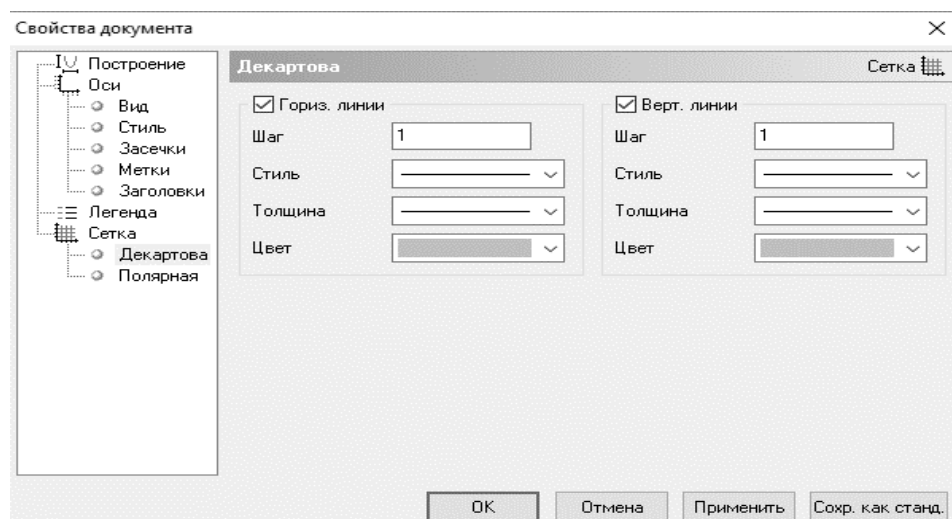 Свойства документа
Построение
Оси
Вид
Стиль
Засечки
Метки
Заголовки
Легенда
Сетка
Декартова
Полярная
Декартова
Сетка
Гориз. линии
Шаг 1
Стиль
Толщина
Цвет
Верт. линии
Шаг 1
Стиль
Толщина
Цвет
OK Отмена Применить Сохр. как станд.